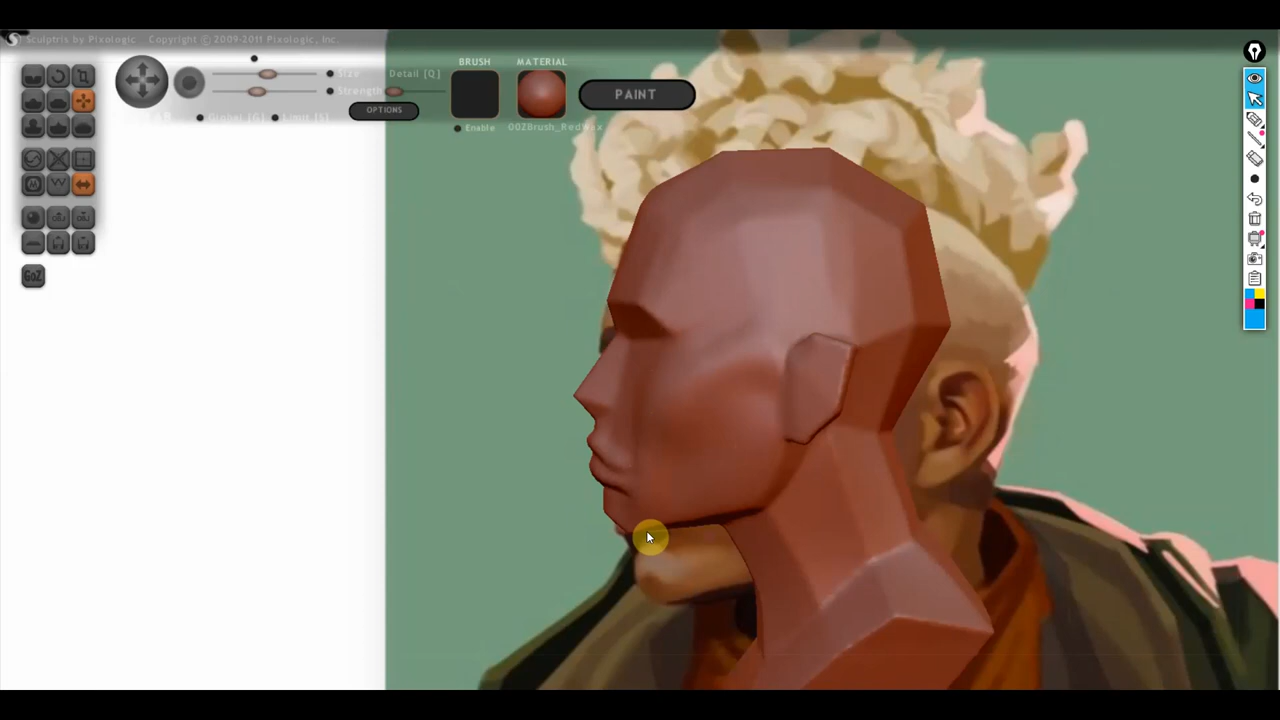 Sculptris by Pixologic   Copyright © 2009-2011 Pixologic, Inc.
BRUSH   MATERIAL
Size   Detail [Q]
Strength
PAINT
OPTIONS
Global [G]   Limit [S]
Enable   00ZBrush_RedWax
GoZ